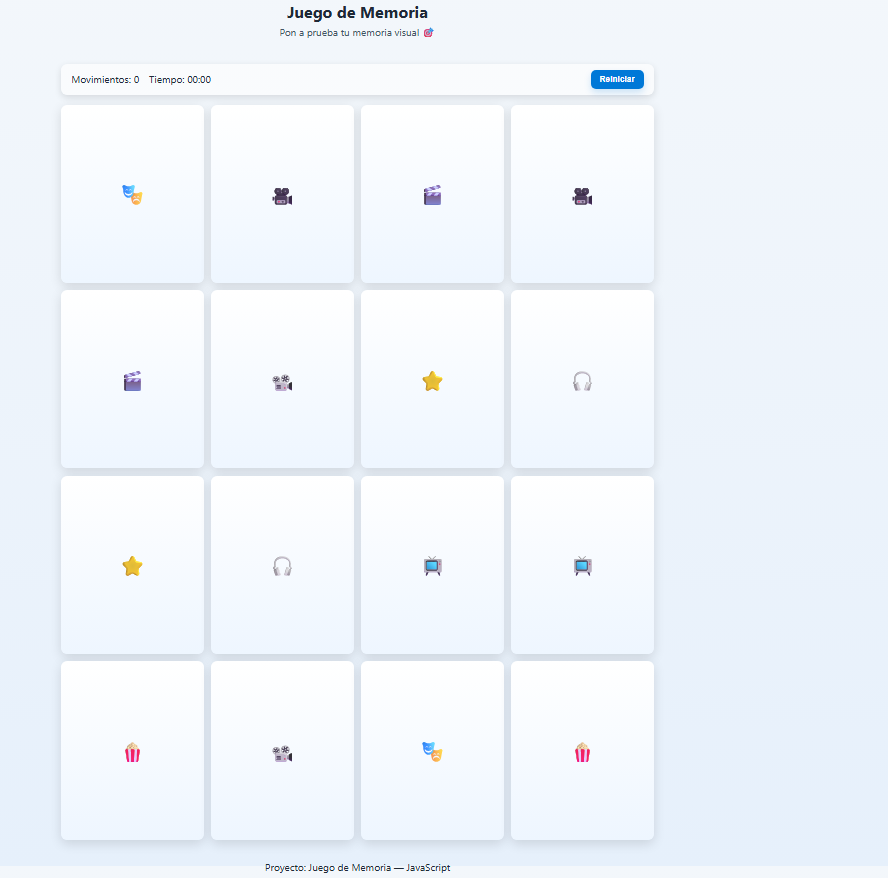 Juego de Memoria
Pon a prueba tu memoria visual 🎯
Movimientos: 0 Tiempo: 00:00
Reiniciar
Proyecto: Juego de Memoria — JavaScript